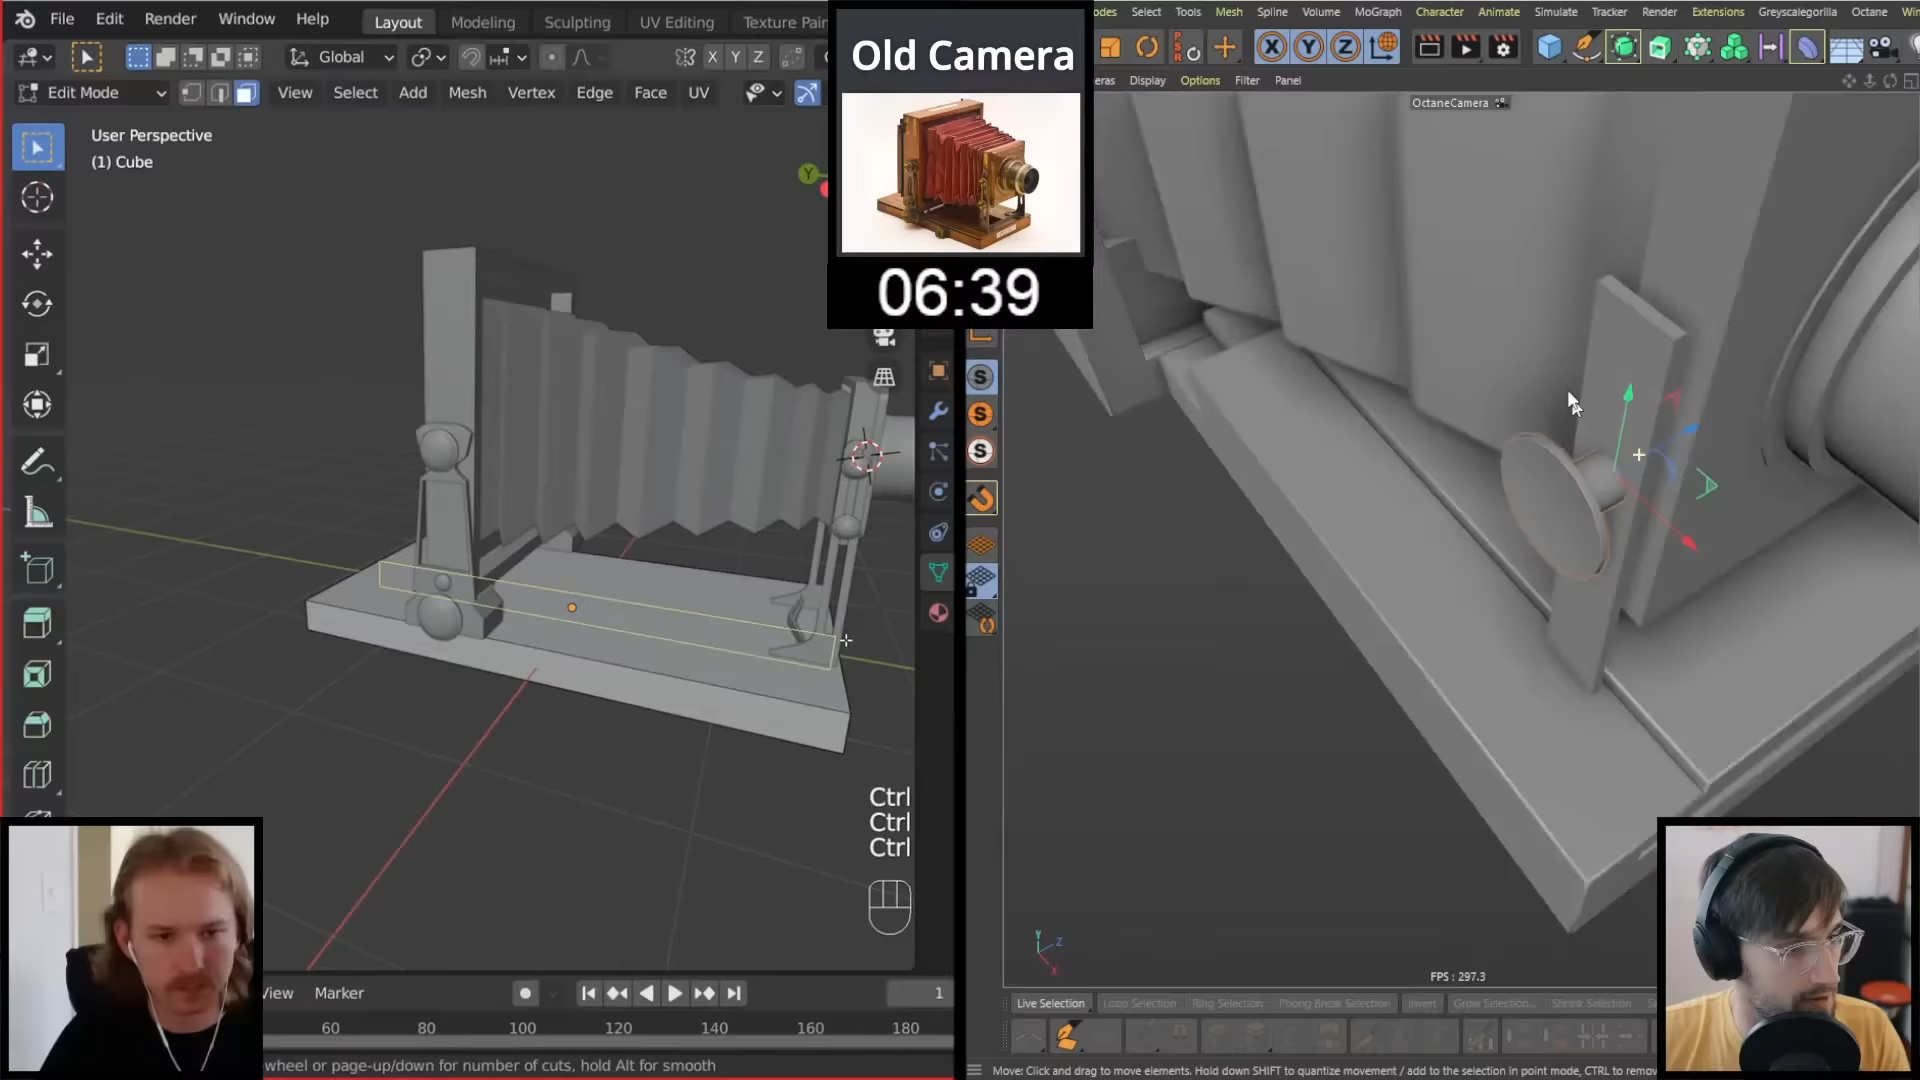 File Edit Render Window Help
Layout Modeling Sculpting UV Editing Texture Pain
Global
X Y Z
Edit Mode
View Select Add Mesh Vertex Edge Face UV
User Perspective
(1) Cube
Y
Old Camera
06:39
Ctrl
Ctrl
Ctrl
View Marker
1
60 80 100 120 140 160 180
wheel or page-up/down for number of cuts, hold Alt for smooth
odes Select Tools Mesh Spline Volume MoGraph Character Animate Simulate Tracker Render Extensions Greyscalegorilla Octane
PSR
X Y Z
eras Display Options Filter Panel
OctaneCamera
S
S
S
Y
Z
X
FPS : 297.3
Live Selection Loop Selection Ring Selection Phong Break Selection Invert Grow Selection... Shrink Selection
Move: Click and drag to move elements. Hold down SHIFT to quantize movement / add to the selection in point mode, CTRL to remov